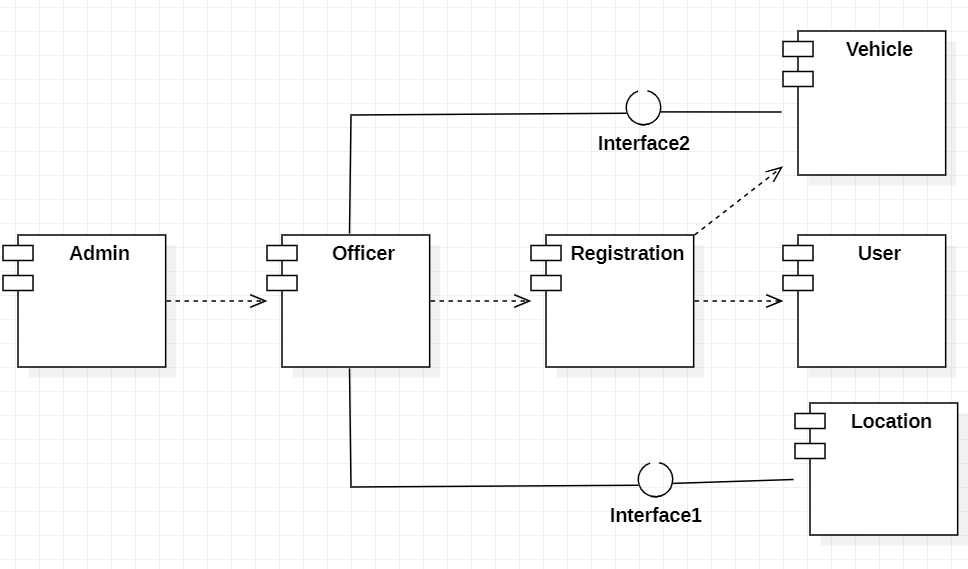 Vehicle
Interface2
Admin
Officer
Registration
User
Location
Interface1